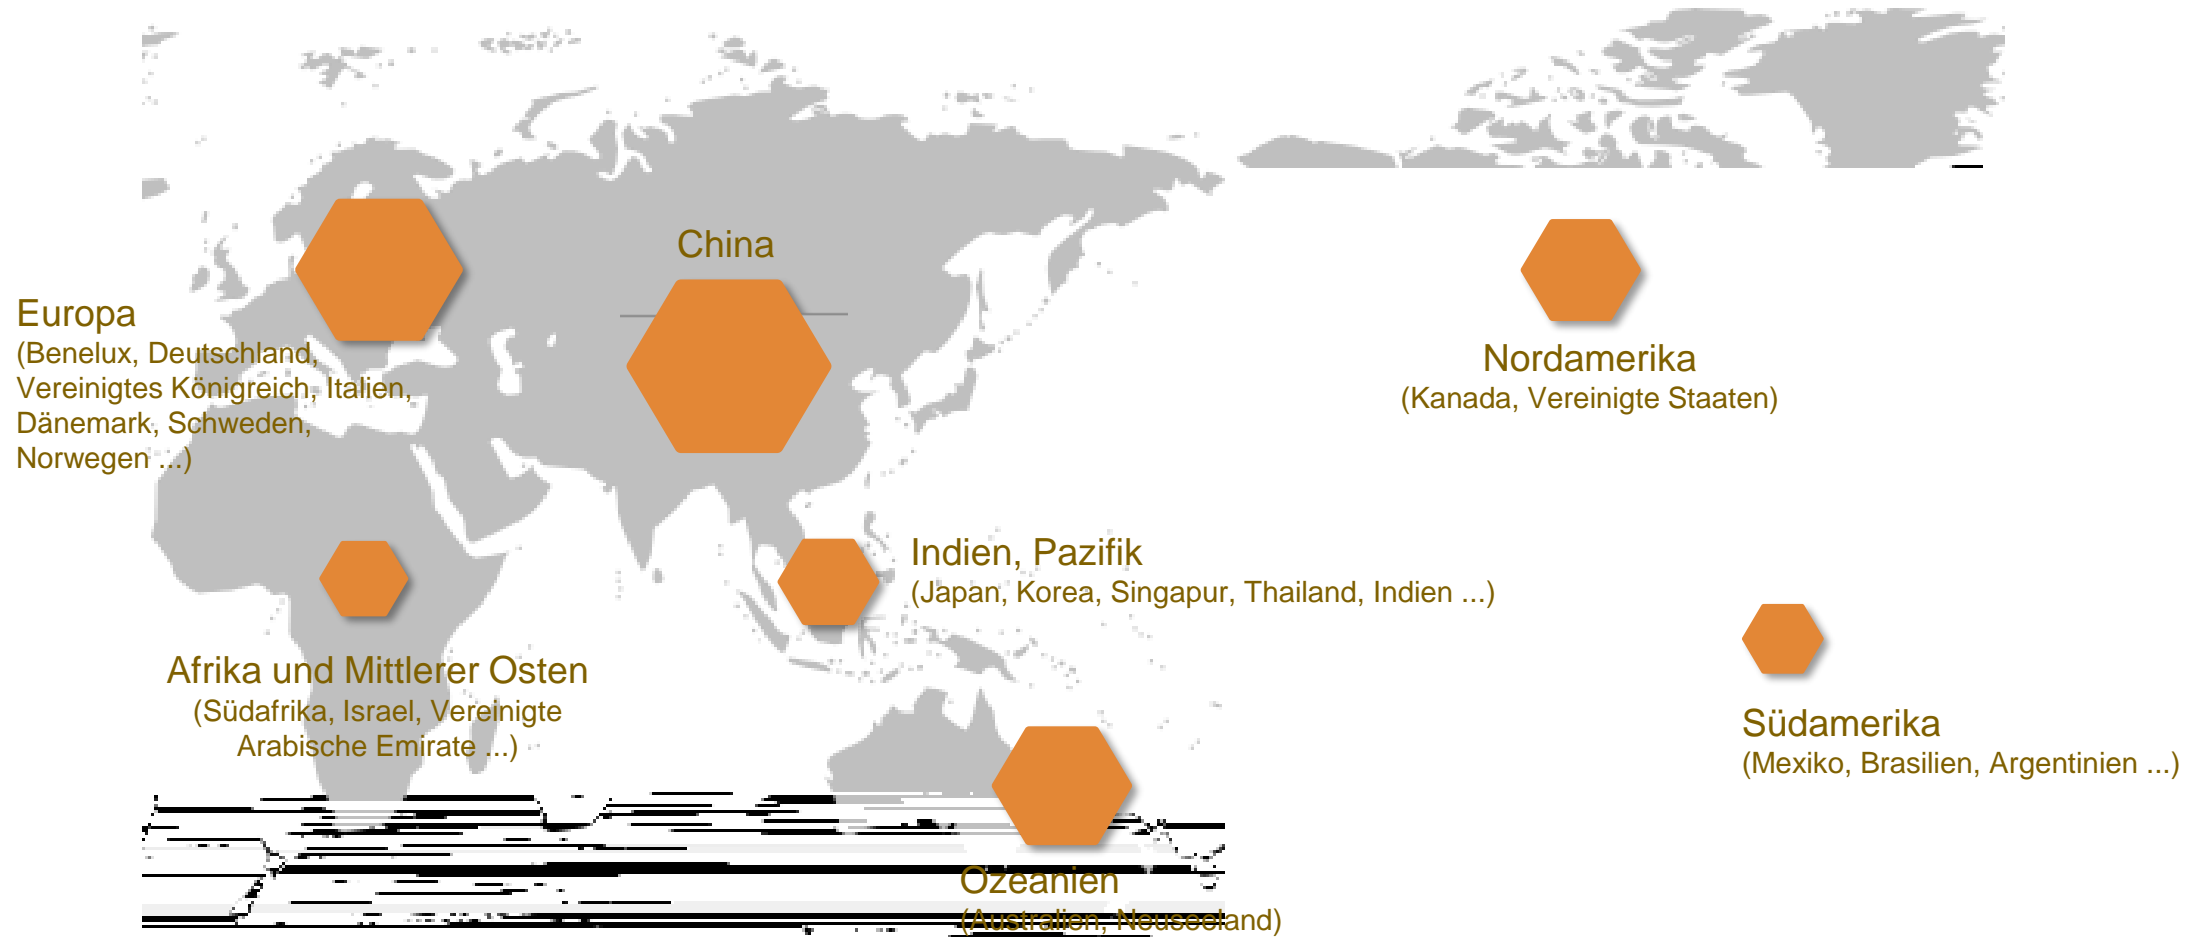 China
Europa
(Benelux, Deutschland,
Vereinigtes Königreich, Italien,
Dänemark, Schweden,
Norwegen ...)
Nordamerika
(Kanada, Vereinigte Staaten)
Indien, Pazifik
(Japan, Korea, Singapur, Thailand, Indien ...)
Afrika und Mittlerer Osten
(Südafrika, Israel, Vereinigte
Arabische Emirate ...)
Südamerika
(Mexiko, Brasilien, Argentinien ...)
Ozeanien
(Australien, Neuseeland)